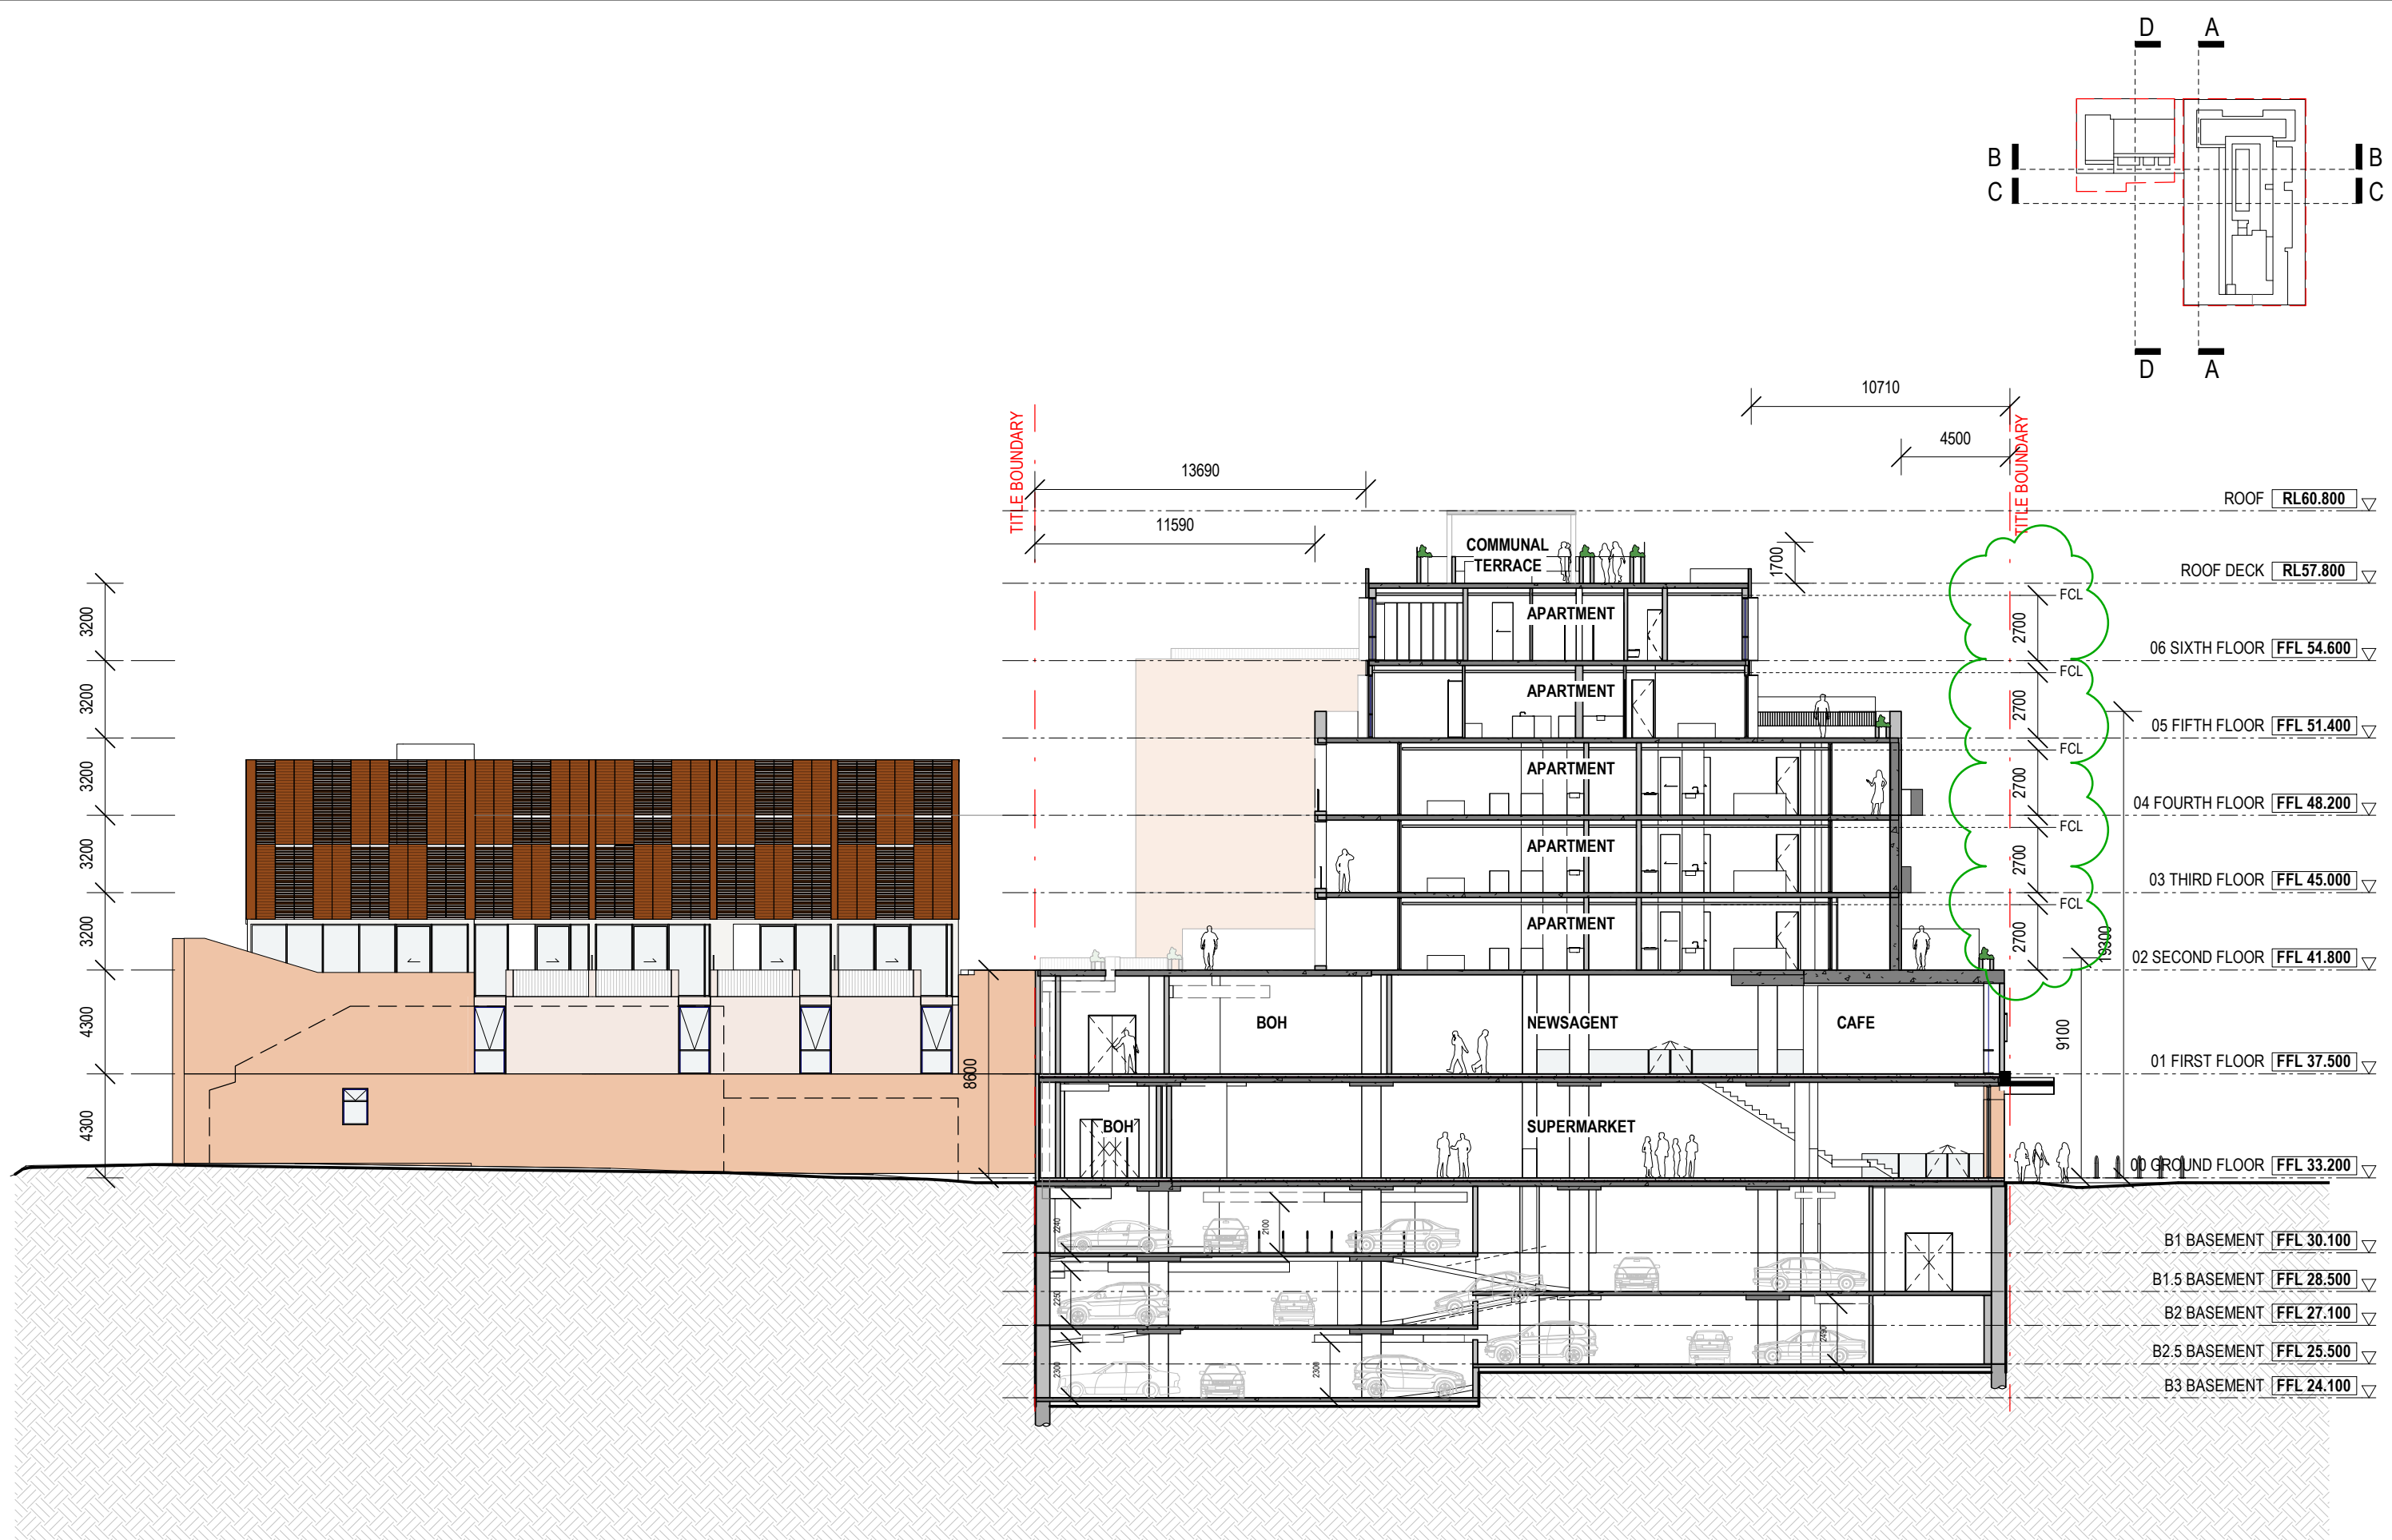 D A
B B
C C
D A
10710
TITLE BOUNDARY
TITLE BOUNDARY
4500
13690
ROOF RL60.800
11590
COMMUNAL
TERRACE
1700
ROOF DECK RL57.800
FCL
3200
APARTMENT
2700
06 SIXTH FLOOR FFL 54.600
FCL
3200
APARTMENT
2700
05 FIFTH FLOOR FFL 51.400
FCL
3200
APARTMENT
2700
04 FOURTH FLOOR FFL 48.200
FCL
3200
APARTMENT
2700
03 THIRD FLOOR FFL 45.000
FCL
3200
APARTMENT
2700
19300
02 SECOND FLOOR FFL 41.800
4300
BOH
NEWSAGENT
CAFE
9100
01 FIRST FLOOR FFL 37.500
8600
4300
BOH
SUPERMARKET
00 GROUND FLOOR FFL 33.200
2240
2100
B1 BASEMENT FFL 30.100
B1.5 BASEMENT FFL 28.500
2250
B2 BASEMENT FFL 27.100
2490
B2.5 BASEMENT FFL 25.500
2300
2300
B3 BASEMENT FFL 24.100